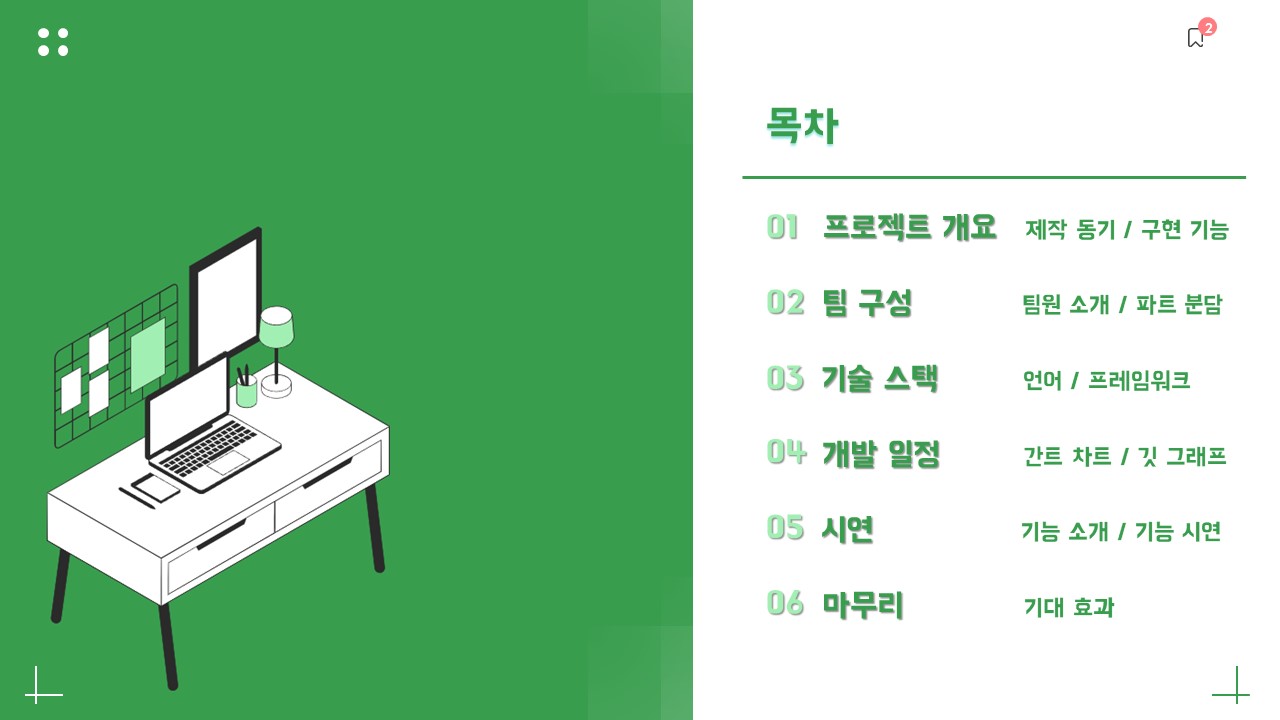 2
목차
01 프로젝트 개요 제작 동기 / 구현 기능
02 팀 구성 팀원 소개 / 파트 분담
03 기술 스택 언어 / 프레임워크
04 개발 일정 간트 차트 / 깃 그래프
05 시연 기능 소개 / 기능 시연
06 마무리 기대 효과